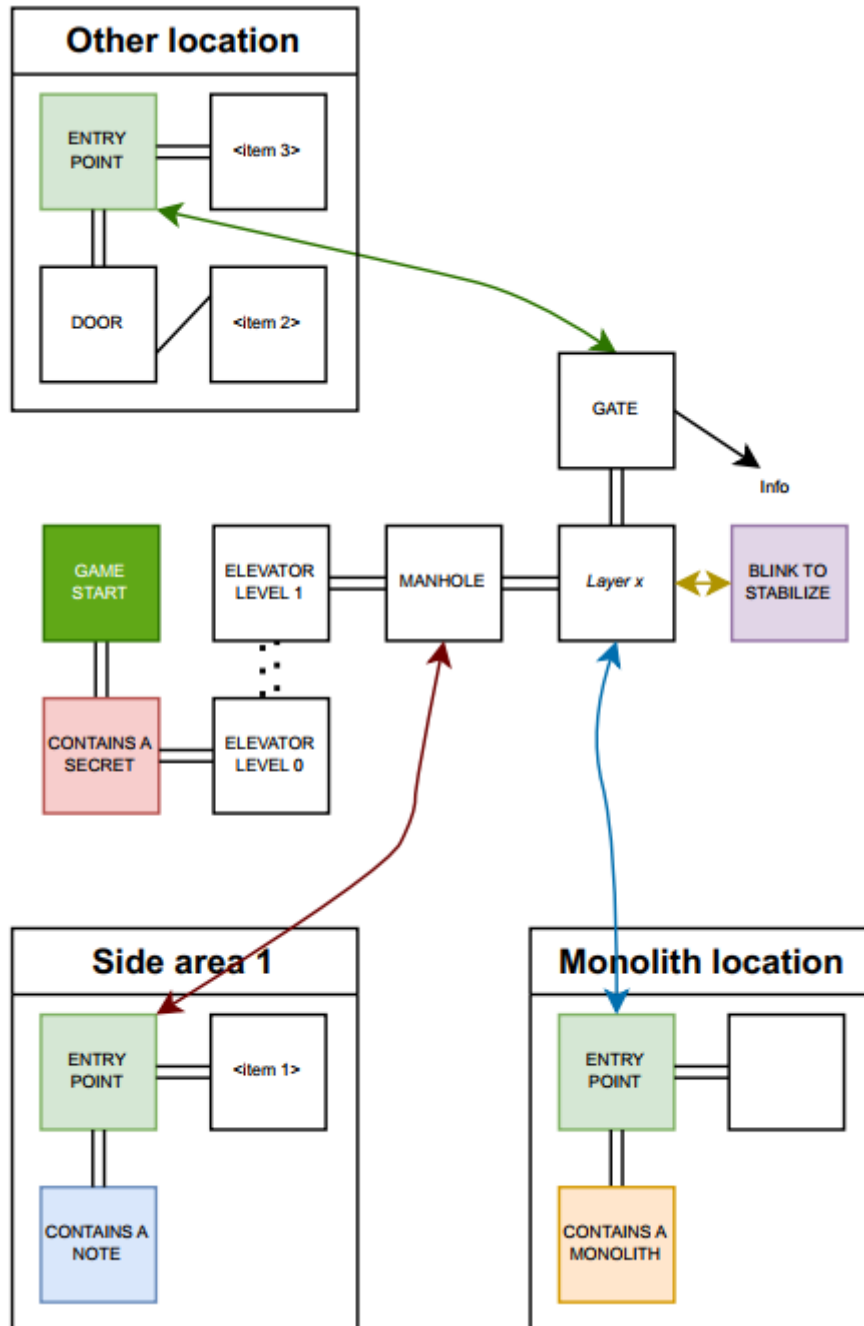 Other location
ENTRY
POINT
<item 3>
DOOR
<item 2>
GATE
Info
GAME
START
ELEVATOR
LEVEL 1
MANHOLE
Layer x
BLINK TO
STABILIZE
CONTAINS A
SECRET
ELEVATOR
LEVEL 0
Side area 1
ENTRY
POINT
<item 1>
CONTAINS A
NOTE
Monolith location
ENTRY
POINT
CONTAINS A
MONOLITH